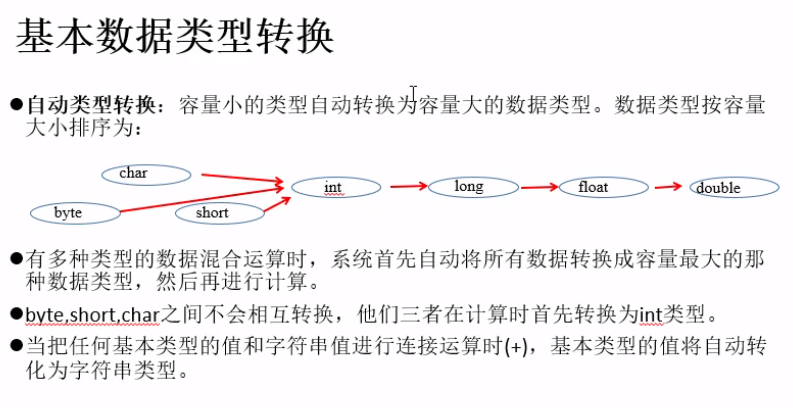 基本数据类型转换
●自动类型转换：容量小的类型自动转换为容量大的数据类型。数据类型按容量
大小排序为：
char
int
long
float
double
byte
short
●有多种类型的数据混合运算时，系统首先自动将所有数据转换成容量最大的那
种数据类型，然后再进行计算。
●byte,short,char之间不会相互转换，他们三者在计算时首先转换为int类型。
●当把任何基本类型的值和字符串值进行连接运算时(+)，基本类型的值将自动转
化为字符串类型。